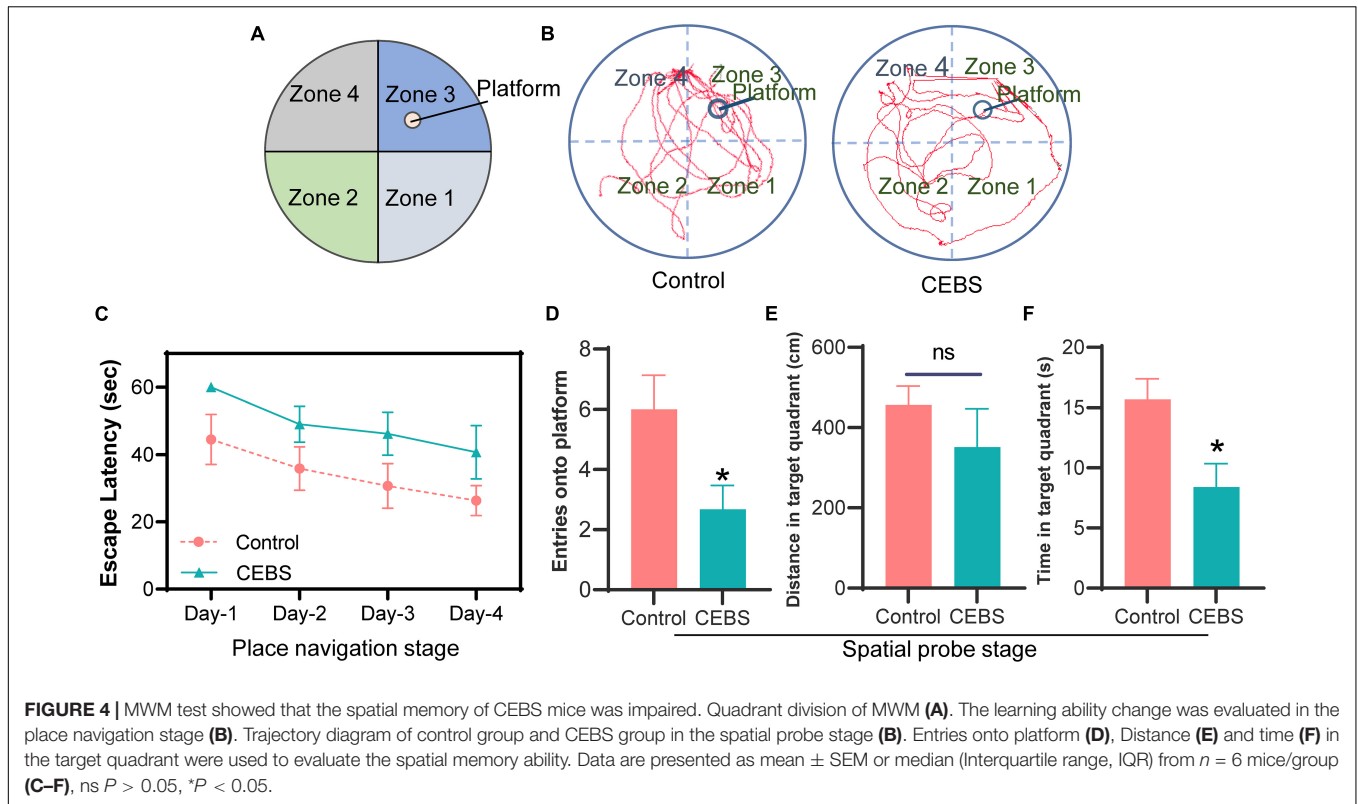 A
Zone 4
Zone 3
Platform
Zone 2
Zone 1
B
Zone 4
Zone 3
Platform
Zone 2
Zone 1
Control
Zone 4
Zone 3
Platform
Zone 2
Zone 1
CEBS
C
Escape Latency (sec)
60
40
20
0
Control
CEBS
Day-1 Day-2 Day-3 Day-4
Place navigation stage
D
Entries onto platform
8
6
4
2
0
*
Control CEBS
E
Distance in target quadrant (cm)
600
400
200
0
ns
Control CEBS
F
Time in target quadrant (s)
20
15
10
5
0
*
Control CEBS
Spatial probe stage
FIGURE 4 | MWM test showed that the spatial memory of CEBS mice was impaired. Quadrant division of MWM (A). The learning ability change was evaluated in the
place navigation stage (B). Trajectory diagram of control group and CEBS group in the spatial probe stage (B). Entries onto platform (D), Distance (E) and time (F) in
the target quadrant were used to evaluate the spatial memory ability. Data are presented as mean ± SEM or median (Interquartile range, IQR) from n = 6 mice/group
(C–F), ns P > 0.05, *P < 0.05.